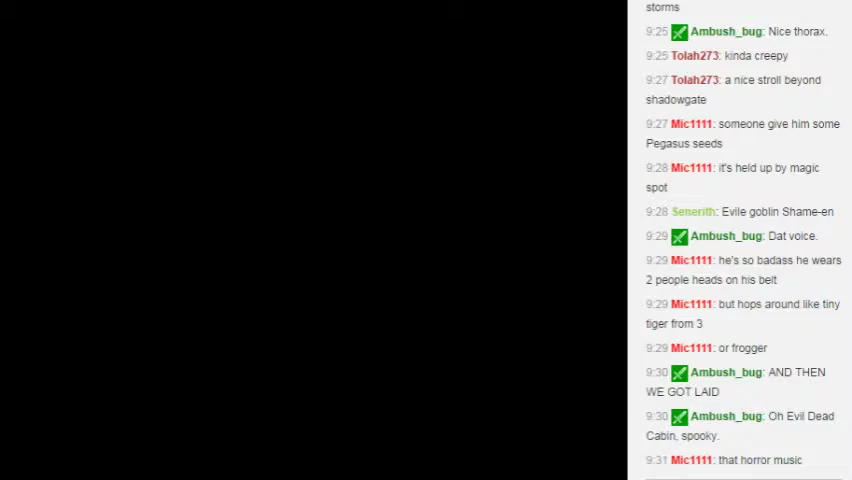 storms
9:25 Ambush_bug: Nice thorax.
9:25 Tolah273: kinda creepy
9:27 Tolah273: a nice stroll beyond
shadowgate
9:27 Mic1111: someone give him some
Pegasus seeds
9:28 Mic1111: it's held up by magic
spot
9:28 Senerith: Evile goblin Shame-en
9:29 Ambush_bug: Dat voice.
9:29 Mic1111: he's so badass he wears
2 people heads on his belt
9:29 Mic1111: but hops around like tiny
tiger from 3
9:29 Mic1111: or frogger
9:30 Ambush_bug: AND THEN
WE GOT LAID
9:30 Ambush_bug: Oh Evil Dead
Cabin, spooky.
9:31 Mic1111: that horror music